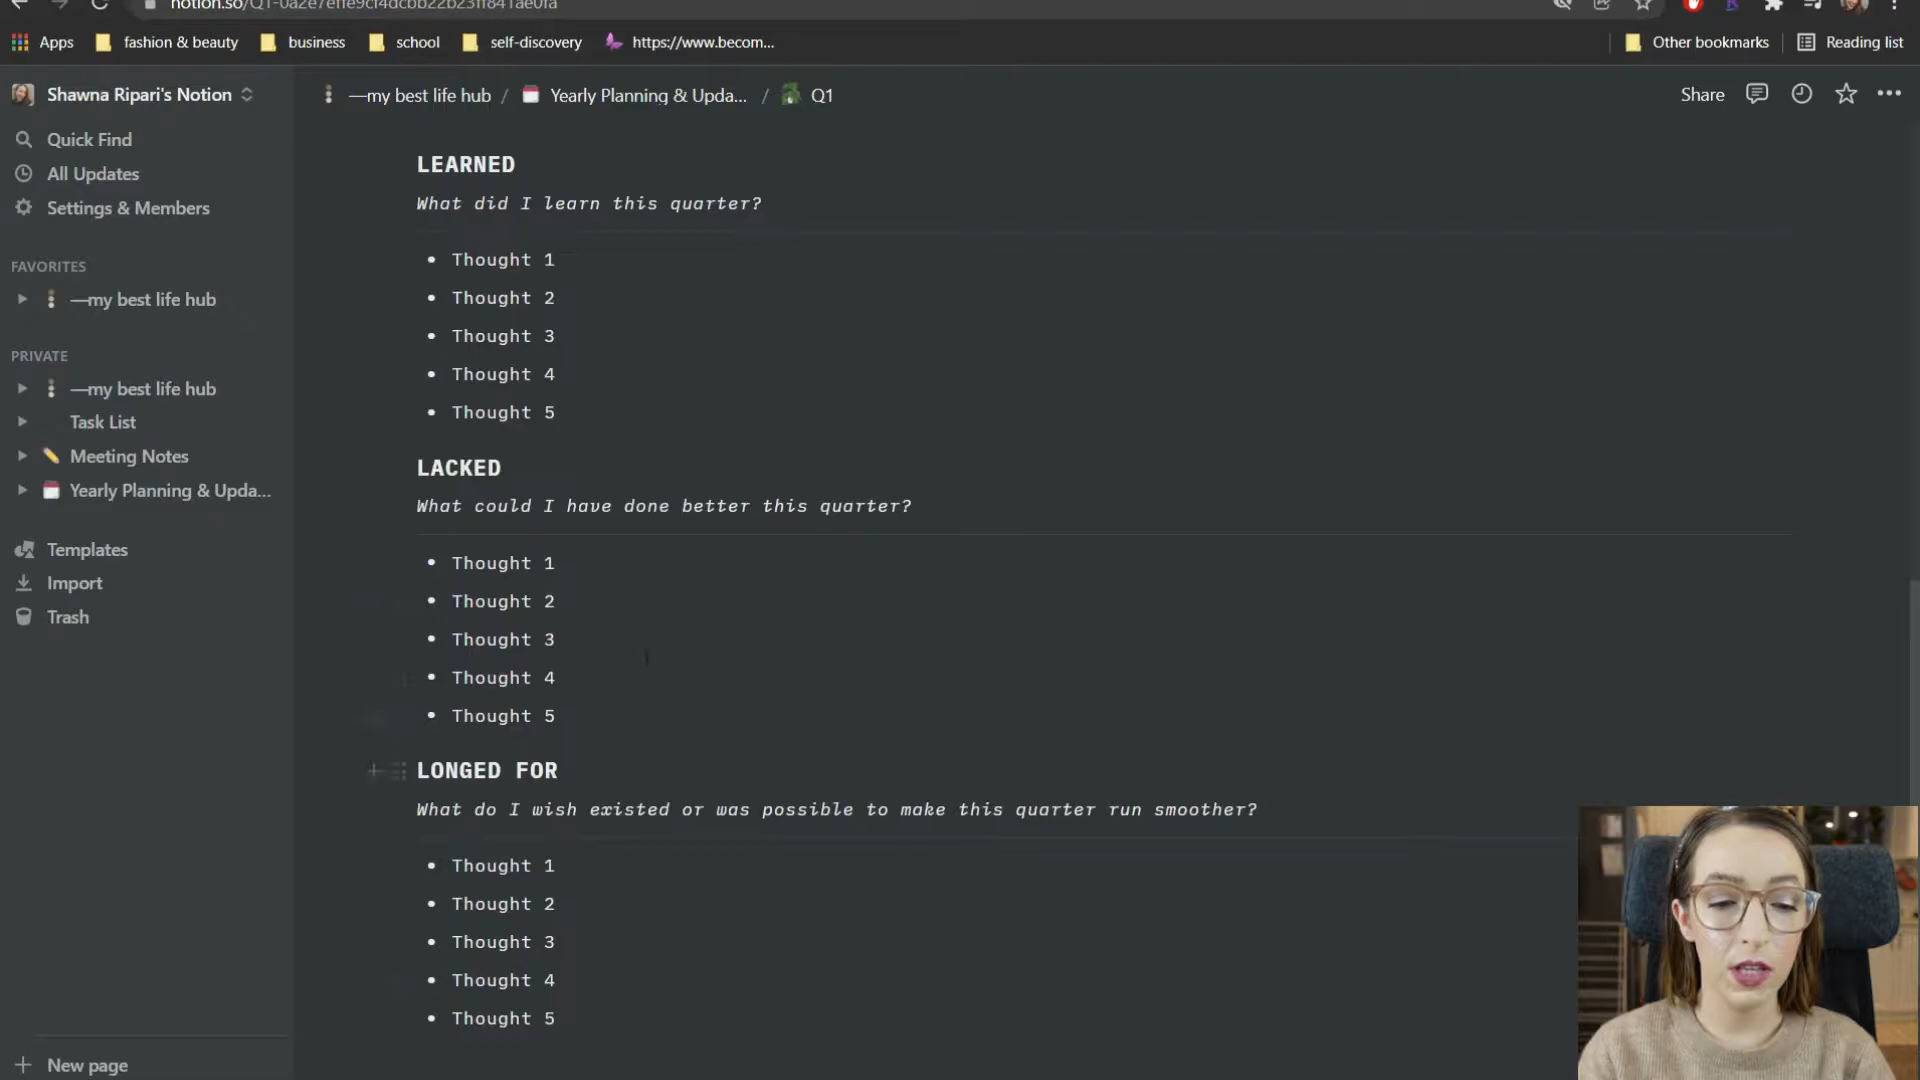 notion.so/Q1-0a2e7effe9cf4dcbb22b23ff841ae0fa
Apps
fashion & beauty
business
school
self-discovery
https://www.becom...
Other bookmarks
Reading list
Shawna Ripari's Notion
—my best life hub / Yearly Planning & Upda... / Q1
Share
Quick Find
All Updates
Settings & Members
FAVORITES
—my best life hub
PRIVATE
—my best life hub
Task List
Meeting Notes
Yearly Planning & Upda...
Templates
Import
Trash
New page
LEARNED
What did I learn this quarter?
• Thought 1
• Thought 2
• Thought 3
• Thought 4
• Thought 5
LACKED
What could I have done better this quarter?
• Thought 1
• Thought 2
• Thought 3
• Thought 4
• Thought 5
LONGED FOR
What do I wish existed or was possible to make this quarter run smoother?
• Thought 1
• Thought 2
• Thought 3
• Thought 4
• Thought 5